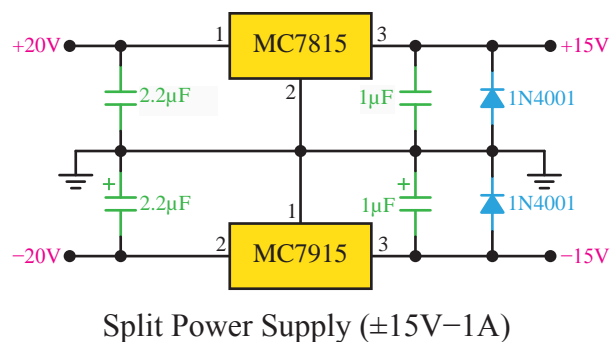 +20V 1 MC7815 3 +15V
2.2µF 2 1µF 1N4001
+ +
2.2µF 1 1µF 1N4001
−20V 2 MC7915 3 −15V
Split Power Supply (±15V−1A)